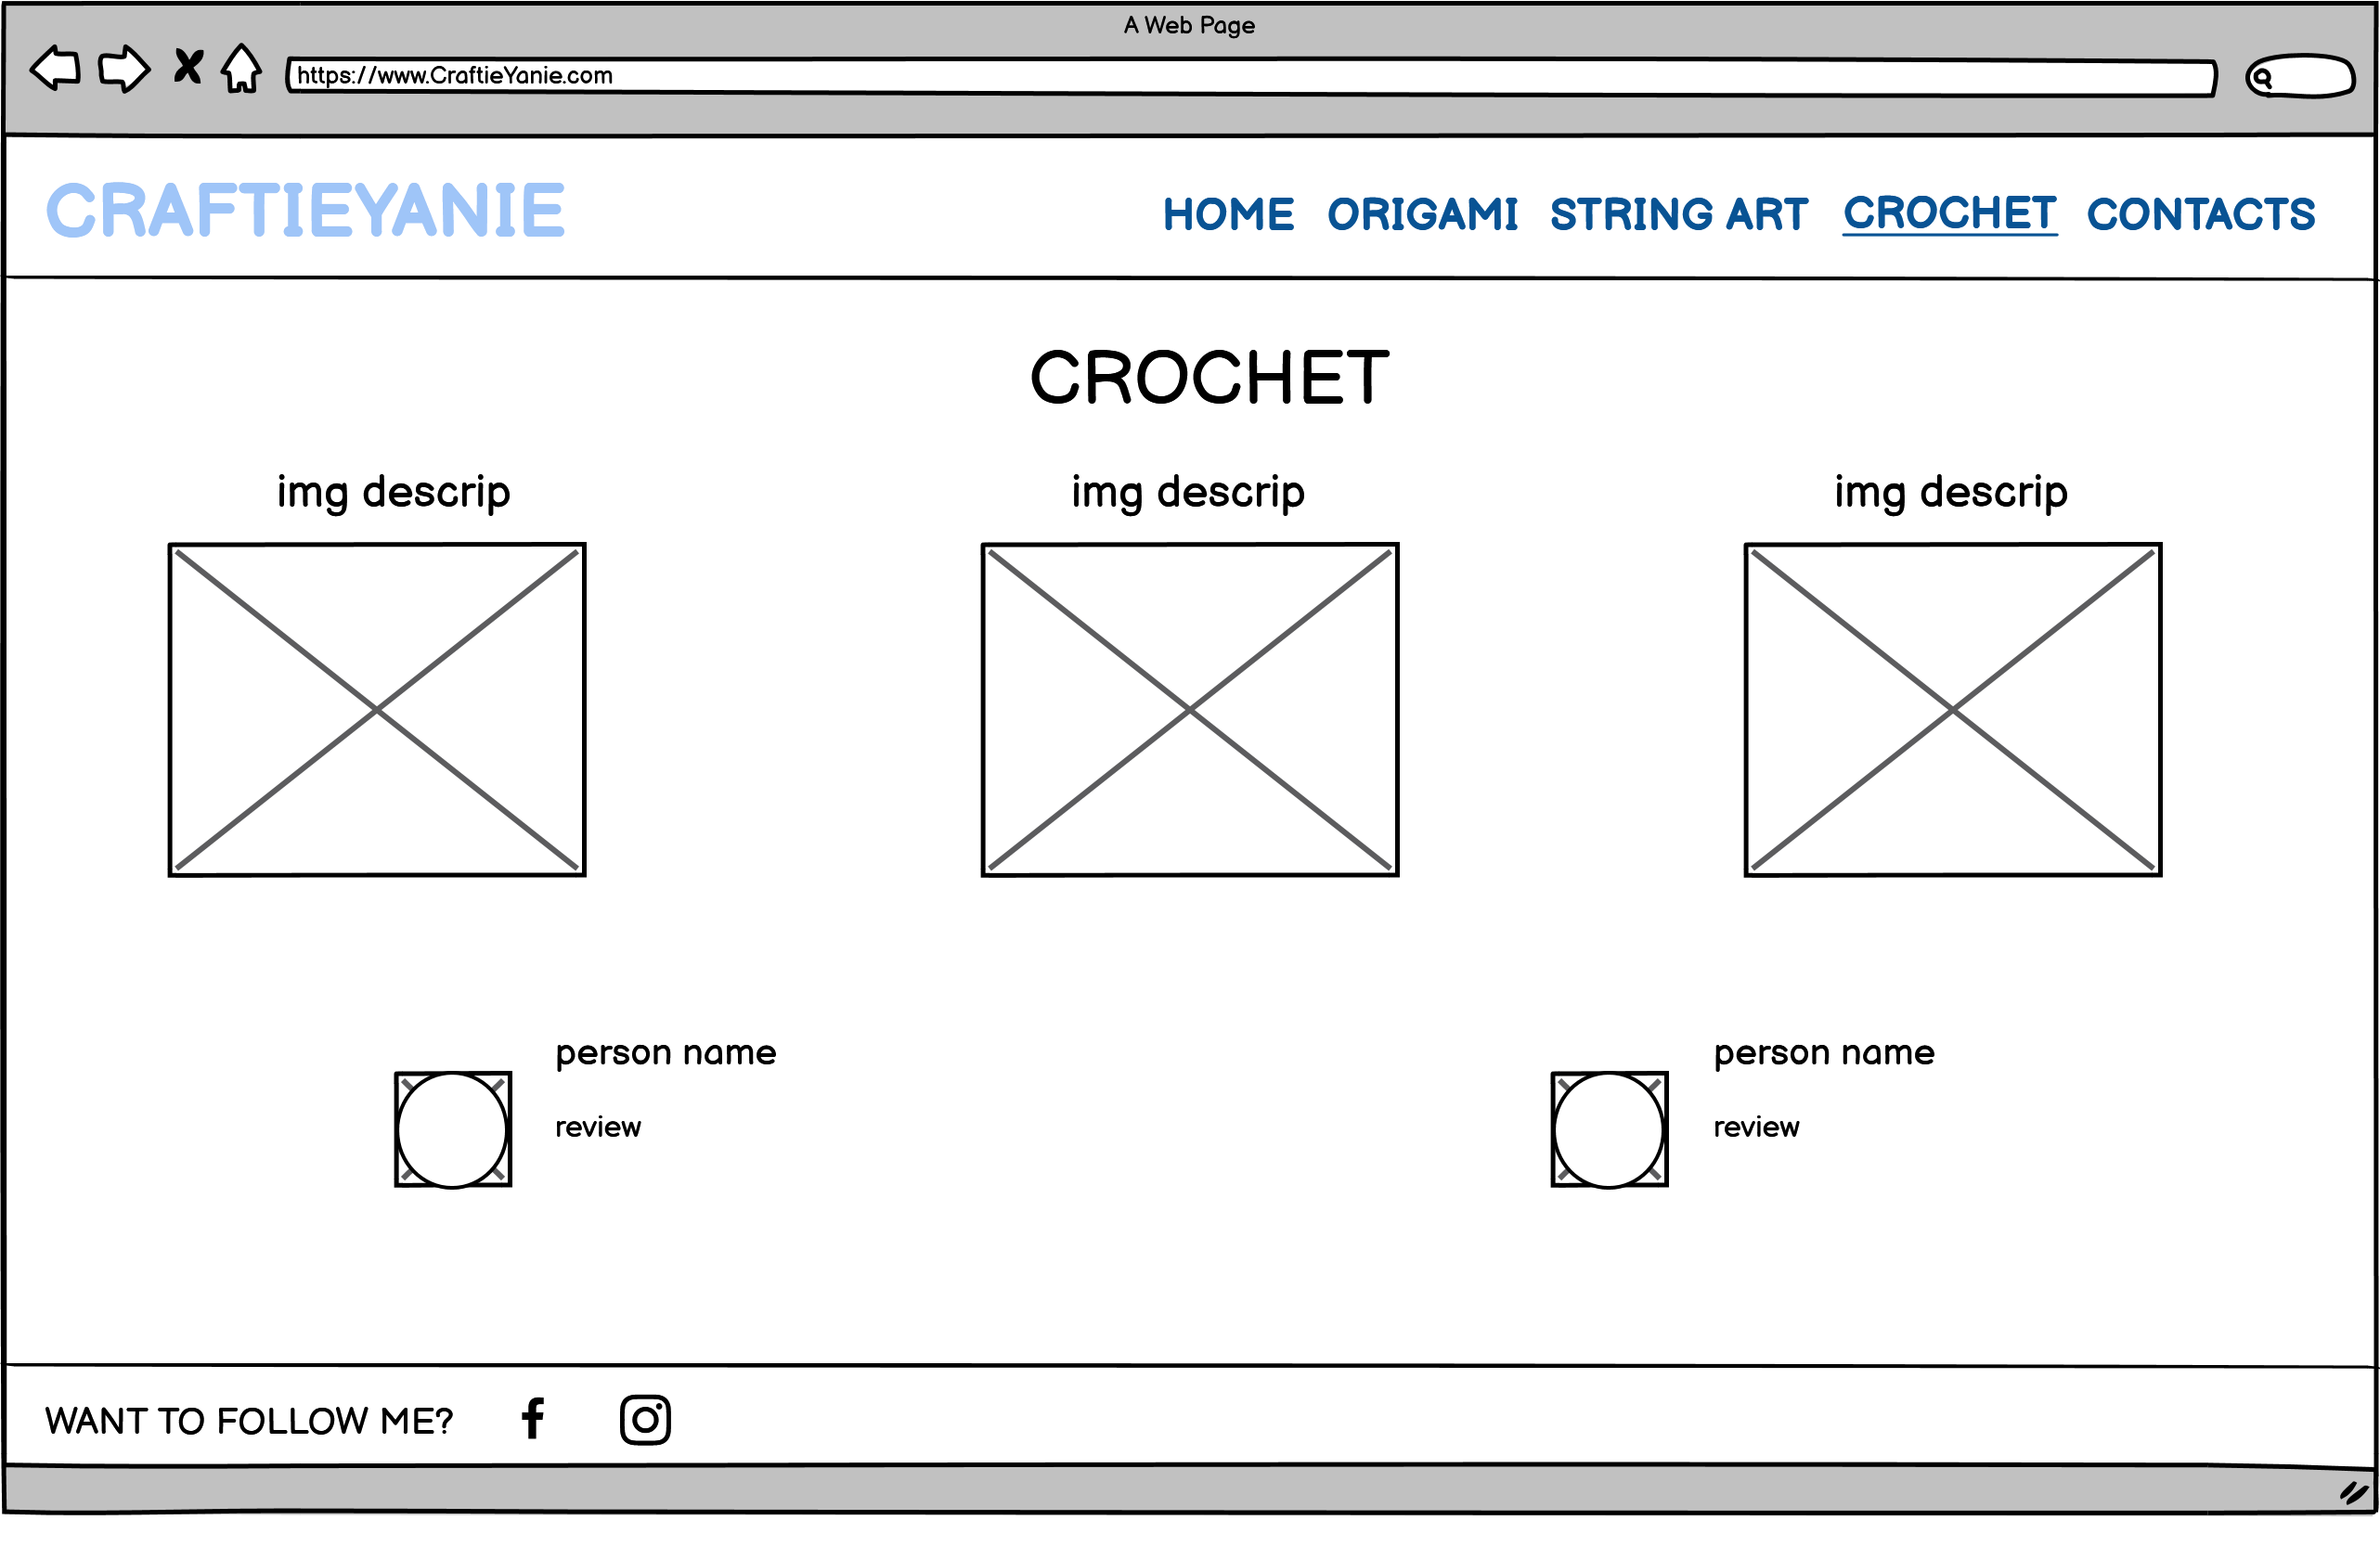 A Web Page
https://www.CraftieYanie.com
CRAFTIEYANIE
HOME ORIGAMI STRING ART CROCHET CONTACTS
CROCHET
img descrip img descrip img descrip
person name person name
review review
WANT TO FOLLOW ME?